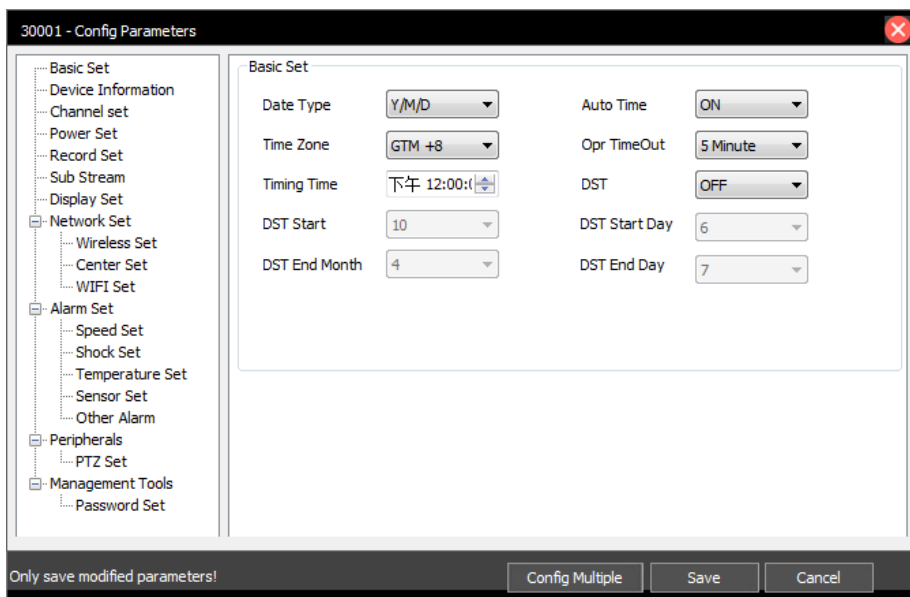 30001 - Config Parameters
Basic Set
Device Information
Channel set
Power Set
Record Set
Sub Stream
Display Set
Network Set
Wireless Set
Center Set
WIFI Set
Alarm Set
Speed Set
Shock Set
Temperature Set
Sensor Set
Other Alarm
Peripherals
PTZ Set
Management Tools
Password Set
Basic Set
Date Type Y/M/D Auto Time ON
Time Zone GTM +8 Opr TimeOut 5 Minute
Timing Time 下午 12:00:( DST OFF
DST Start 10 DST Start Day 6
DST End Month 4 DST End Day 7
Only save modified parameters! Config Multiple Save Cancel